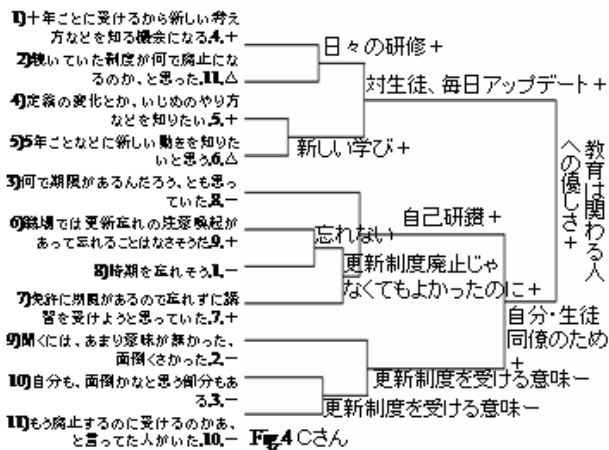 1)十年ごとに受けるから新しい考え
方などを知る機会になる.4.+
2)続いていた制度が何で廃止にな
るのか、と思った.11.△
4)定義の変化とか、いじめのやり方
などを知りたい.5.+
5)5年ごとなどに新しい動きを知りた
いと思う.6.△
3)何で期限があるんだろう、とも思っ
ていた.8.ー
6)職場では更新忘れの注意喚起が
あって忘れることはなさそうだ.9.+
8)時期を忘れそう.1.ー
7)免許に期限があるので忘れずに講
習を受けようと思っていた.7.+
9)聞くには、あまり意味が無かった、
面倒くさかった.2.ー
10)自分も、面倒かなと思う部分もあ
る.3.ー
11)もう廃止するのに受けるのかあ、
と言ってた人がいた.10.ー
日々の研修+
対生徒、毎日アップデート+
新しい学び+
自己研鑽+
忘れない
更新制度廃止じゃ
なくてもよかったのに+
更新制度を受ける意味ー
更新制度を受ける意味ー
教育は関わる人
への優しさ+
自分・生徒
同僚のため
+
Fig.4 Cさん